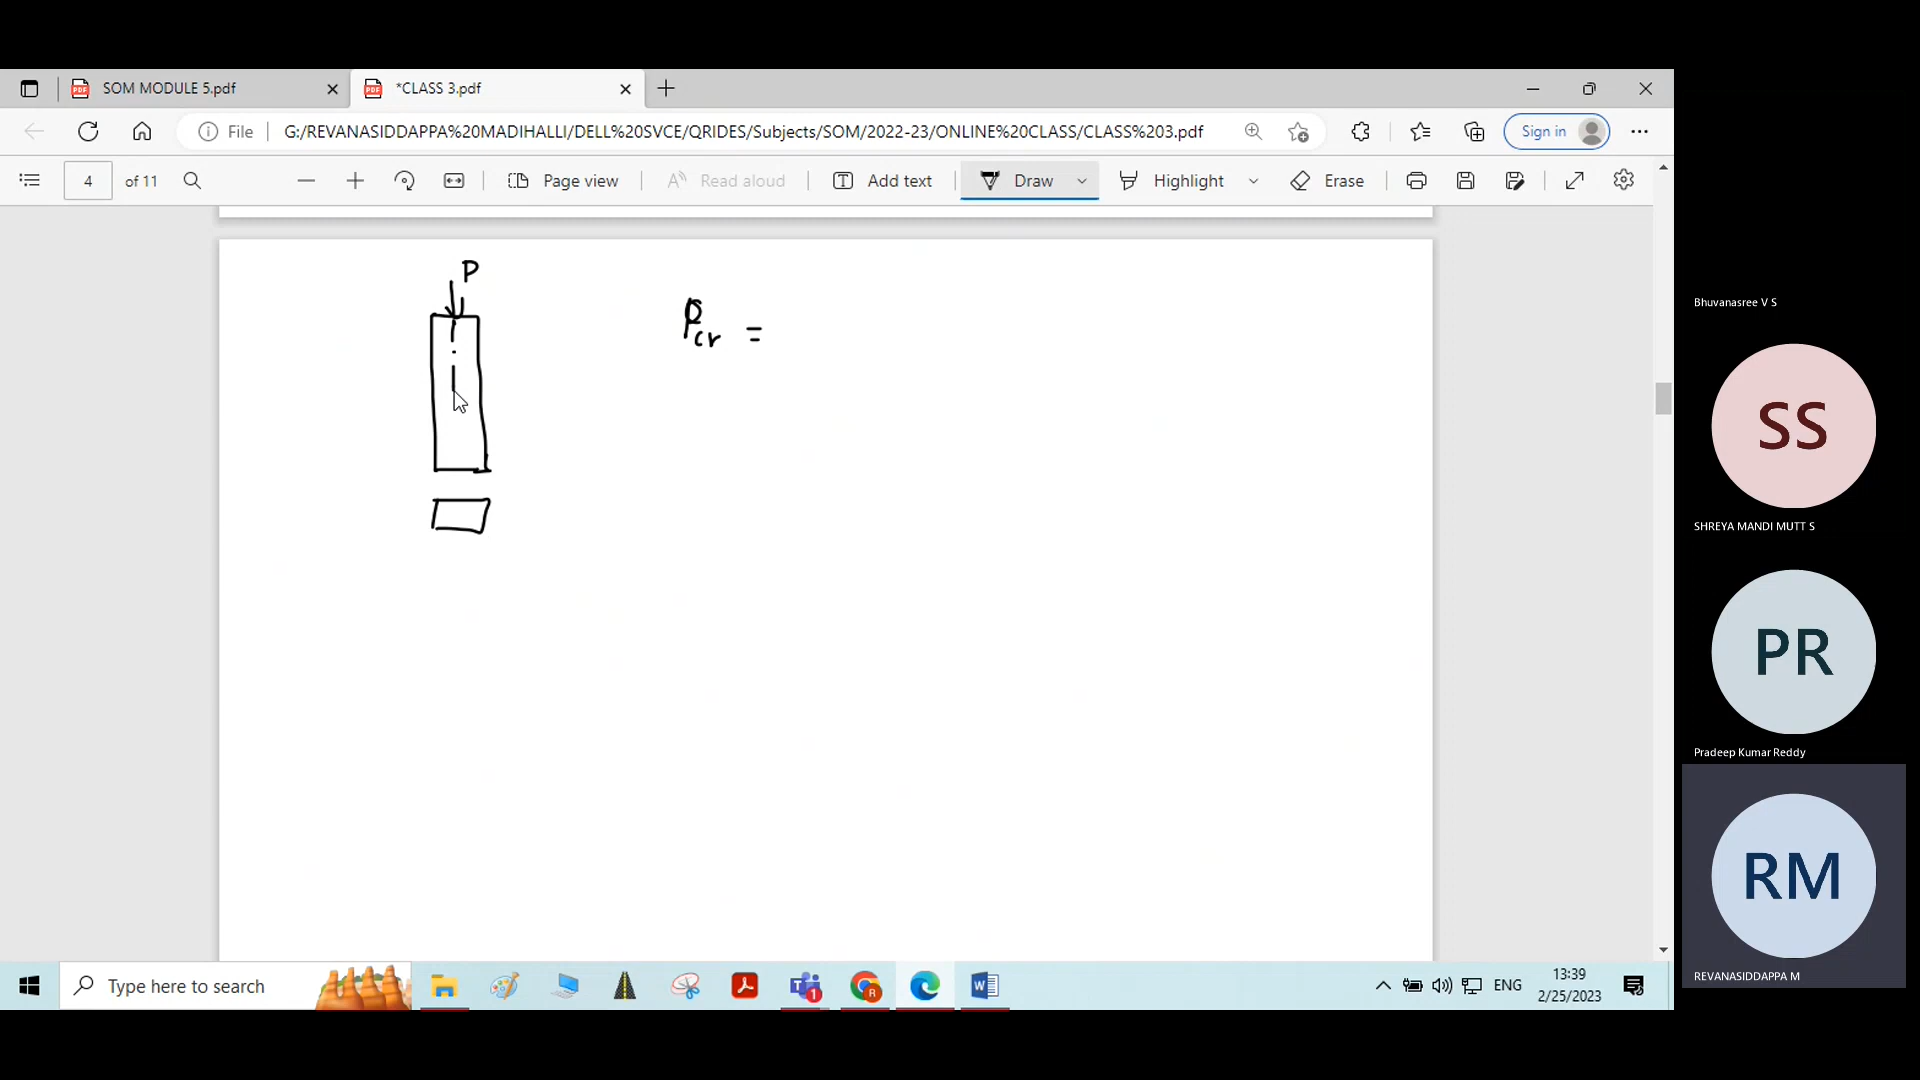 SOM MODULE 5.pdf
*CLASS 3.pdf
File
G:/REVANASIDDAPPA%20MADIHALLI/DELL%20SVCE/QRIDES/Subjects/SOM/2022-23/ONLINE%20CLASS/CLASS%203.pdf
Sign in
4 of 11
Page view
Read aloud
Add text
Draw
Highlight
Erase
P
Pcr =
Bhuvanasree V S
SS
SHREYA MANDI MUTT S
PR
Pradeep Kumar Reddy
RM
REVANASIDDAPPA M
Type here to search
1
R
W
ENG
13:39
2/25/2023